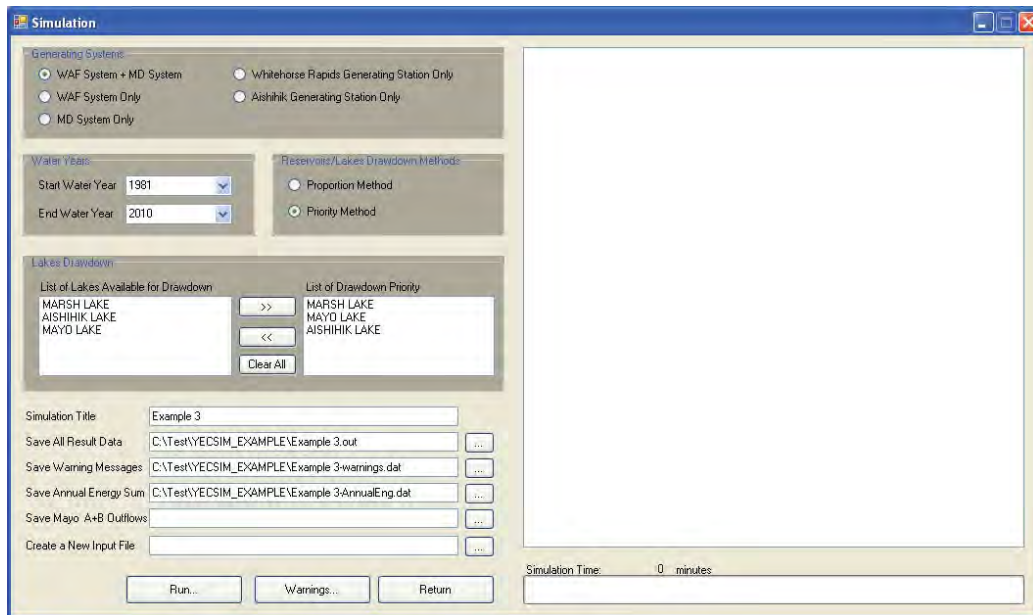 Simulation
Generating Systems
WAF System + MD System
Whitehorse Rapids Generating Station Only
WAF System Only
Aishihik Generating Station Only
MD System Only
Water Years
Start Water Year 1981
End Water Year 2010
Reservoirs/Lakes Drawdown Methods
Proportion Method
Priority Method
Lakes Drawdown
List of Lakes Available for Drawdown
MARSH LAKE
AISHIHIK LAKE
MAYO LAKE
>>
<<
Clear All
List of Drawdown Priority
MARSH LAKE
MAYO LAKE
AISHIHIK LAKE
Simulation Title Example 3
Save All Result Data C:\Test\YECSIM_EXAMPLE\Example 3.out ...
Save Warning Messages C:\Test\YECSIM_EXAMPLE\Example 3-warnings.dat ...
Save Annual Energy Sum C:\Test\YECSIM_EXAMPLE\Example 3-AnnualEng.dat ...
Save Mayo A+B Outflows ...
Create a New Input File ...
Run... Warnings... Return
Simulation Time: 0 minutes